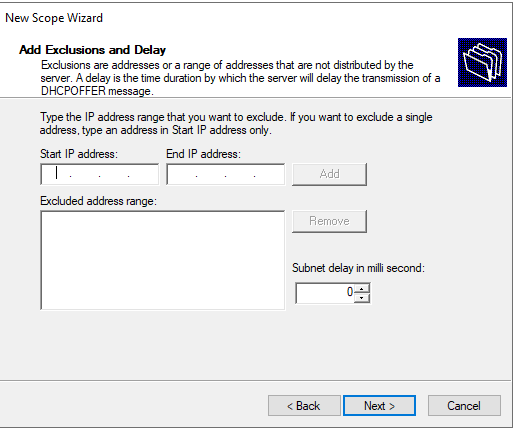 New Scope Wizard
Add Exclusions and Delay
Exclusions are addresses or a range of addresses that are not distributed by the
server. A delay is the time duration by which the server will delay the transmission of a
DHCPOFFER message.
Type the IP address range that you want to exclude. If you want to exclude a single
address, type an address in Start IP address only.
Start IP address: End IP address:
. . . . . . Add
Excluded address range:
Remove
Subnet delay in milli second:
0
< Back Next > Cancel